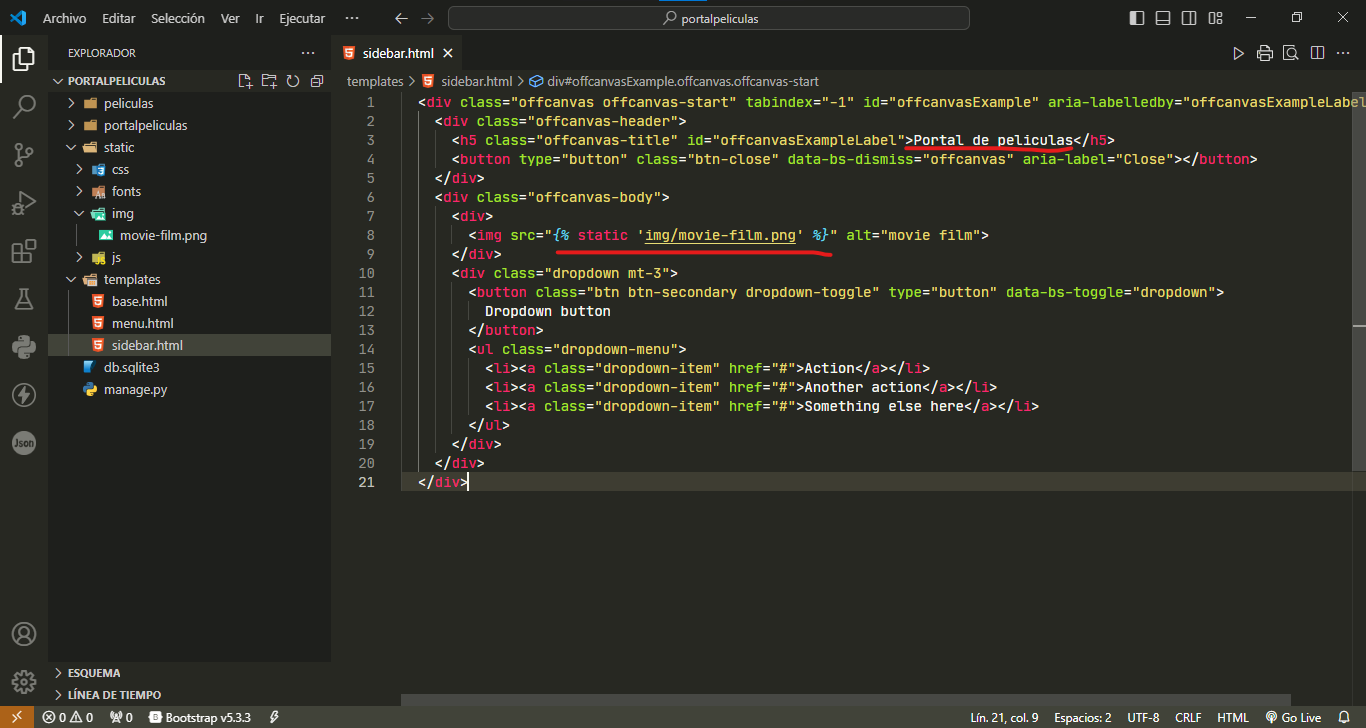 Archivo Editar Selección Ver Ir Ejecutar ··· portalpeliculas
EXPLORADOR ···
PORTALPELICULAS
peliculas
portalpeliculas
static
css
fonts
img
movie-film.png
js
templates
base.html
menu.html
sidebar.html
db.sqlite3
manage.py
ESQUEMA
LÍNEA DE TIEMPO
sidebar.html
templates > sidebar.html > div#offcanvasExample.offcanvas.offcanvas-start
1 <div class="offcanvas offcanvas-start" tabindex="-1" id="offcanvasExample" aria-labelledby="offcanvasExampleLabel
2 <div class="offcanvas-header">
3 <h5 class="offcanvas-title" id="offcanvasExampleLabel">Portal de peliculas</h5>
4 <button type="button" class="btn-close" data-bs-dismiss="offcanvas" aria-label="Close"></button>
5 </div>
6 <div class="offcanvas-body">
7 <div>
8 <img src="{% static 'img/movie-film.png' %}" alt="movie film">
9 </div>
10 <div class="dropdown mt-3">
11 <button class="btn btn-secondary dropdown-toggle" type="button" data-bs-toggle="dropdown">
12 Dropdown button
13 </button>
14 <ul class="dropdown-menu">
15 <li><a class="dropdown-item" href="#">Action</a></li>
16 <li><a class="dropdown-item" href="#">Another action</a></li>
17 <li><a class="dropdown-item" href="#">Something else here</a></li>
18 </ul>
19 </div>
20 </div>
21 </div>
Json
0 0 0 Bootstrap v5.3.3 Lín. 21, col. 9 Espacios: 2 UTF-8 CRLF HTML Go Live